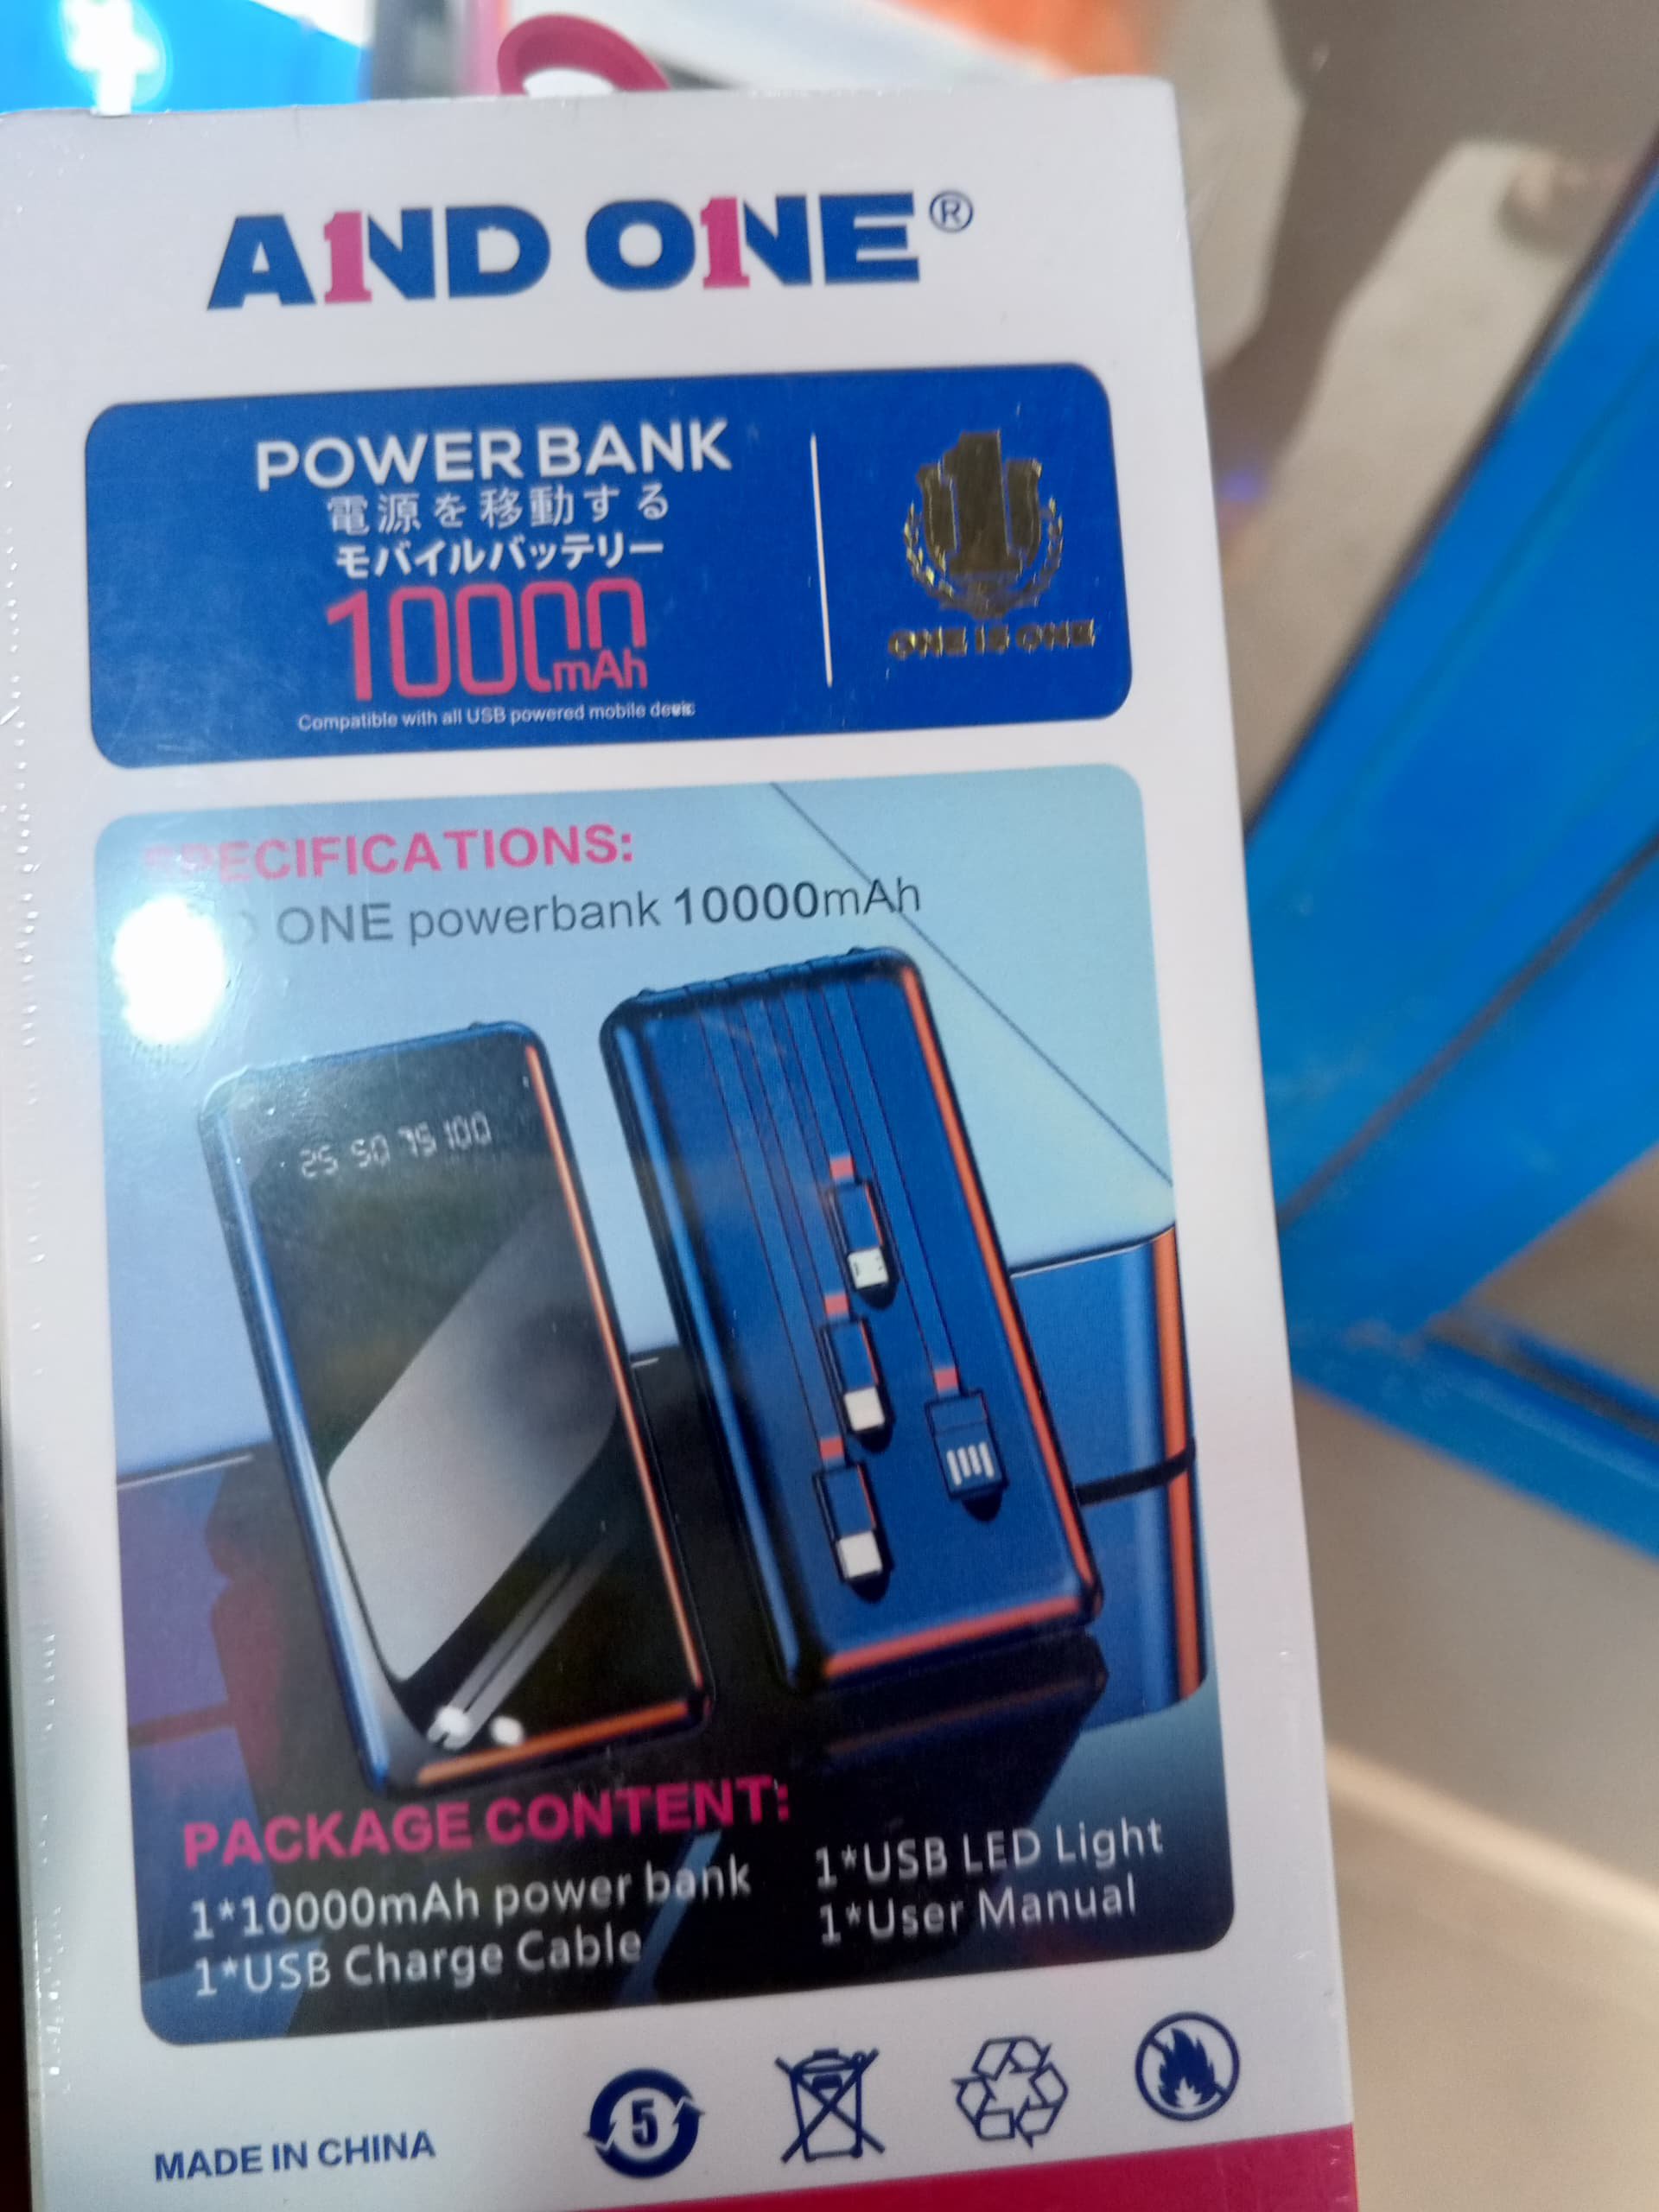 AND ONE®
POWER BANK
電源を移動する
モバイルバッテリー
10000mAh
Compatible with all USB powered mobile
1
ONE IS ONE
SPECIFICATIONS:
ONE powerbank 10000mAh
25 50 75 100
PACKAGE CONTENT:
1*10000mAh power bank
1*USB Charge Cable
1*USB LED Light
1*User Manual
MADE IN CHINA
5